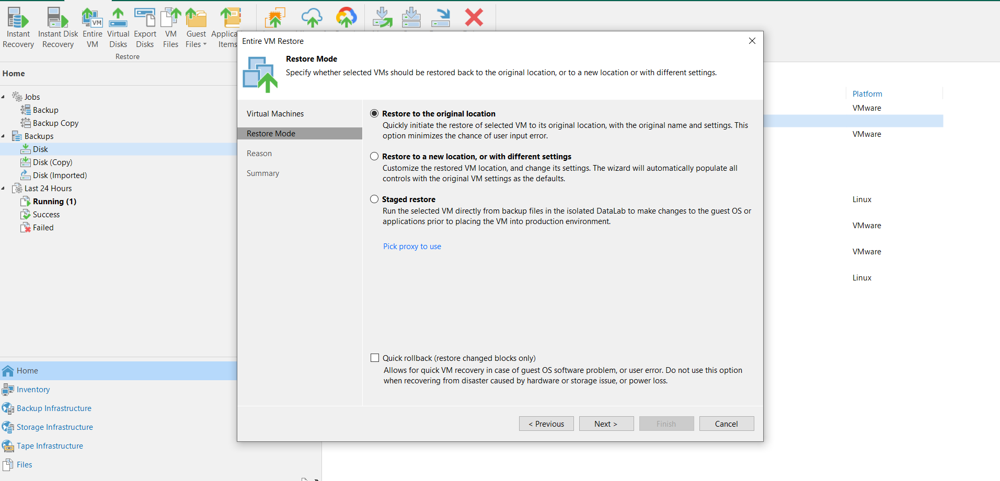 Instant Recovery
Instant Disk Recovery
Entire VM
Virtual Disks
Export Disks
VM Files
Guest Files
Items
Restore
Home
Jobs
Backup
Backup Copy
Backups
Disk
Disk (Copy)
Disk (Imported)
Last 24 Hours
Running (1)
Success
Failed
Home
Inventory
Backup Infrastructure
Storage Infrastructure
Tape Infrastructure
Files
Entire VM Restore
Restore Mode
Specify whether selected VMs should be restored back to the original location, or to a new location or with different settings.
Virtual Machines
Restore Mode
Reason
Summary
Restore to the original location
Quickly initiate the restore of selected VM to its original location, with the original name and settings. This
option minimizes the chance of user input error.
Restore to a new location, or with different settings
Customize the restored VM location, and change its settings. The wizard will automatically populate all
controls with the original VM settings as the defaults.
Staged restore
Run the selected VM directly from backup files in the isolated DataLab to make changes to the guest OS or
applications prior to placing the VM into production environment.
Pick proxy to use
Quick rollback (restore changed blocks only)
Allows for quick VM recovery in case of guest OS software problem, or user error. Do not use this option
when recovering from disaster caused by hardware or storage issue, or power loss.
< Previous
Next >
Finish
Cancel
Platform
VMware
VMware
Linux
VMware
VMware
Linux